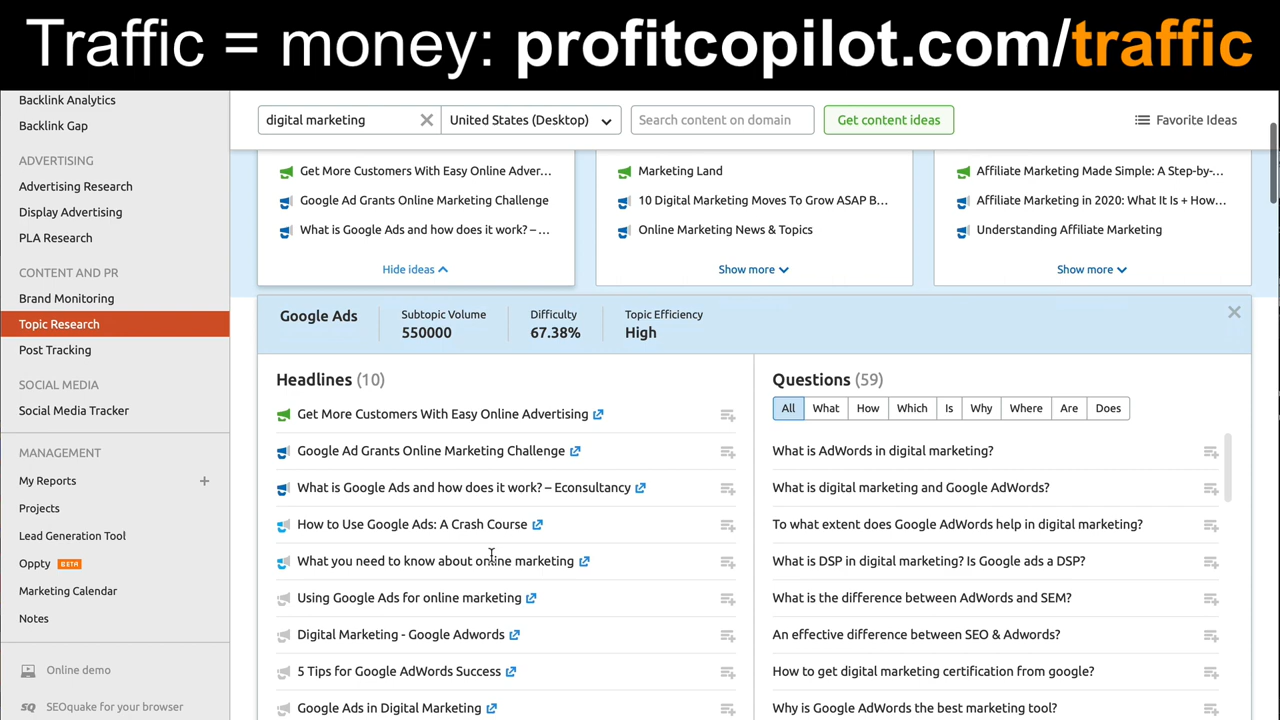 Traffic = money: profitcopilot.com/traffic
Backlink Analytics
Backlink Gap
ADVERTISING
Advertising Research
Display Advertising
PLA Research
CONTENT AND PR
Brand Monitoring
Topic Research
Post Tracking
SOCIAL MEDIA
Social Media Tracker
MANAGEMENT
My Reports +
Projects
Lead Generation Tool
Oppty BETA
Marketing Calendar
Notes
Online demo
SEOquake for your browser
digital marketing
United States (Desktop)
Search content on domain
Get content ideas
Favorite Ideas
Get More Customers With Easy Online Adver...
Google Ad Grants Online Marketing Challenge
What is Google Ads and how does it work? – ...
Hide ideas
Marketing Land
10 Digital Marketing Moves To Grow ASAP B...
Online Marketing News & Topics
Show more
Affiliate Marketing Made Simple: A Step-by-...
Affiliate Marketing in 2020: What It Is + How...
Understanding Affiliate Marketing
Show more
Google Ads
Subtopic Volume
550000
Difficulty
67.38%
Topic Efficiency
High
Headlines (10)
Get More Customers With Easy Online Advertising
Google Ad Grants Online Marketing Challenge
What is Google Ads and how does it work? – Econsultancy
How to Use Google Ads: A Crash Course
What you need to know about online marketing
Using Google Ads for online marketing
Digital Marketing - Google Adwords
5 Tips for Google AdWords Success
Google Ads in Digital Marketing
Questions (59)
All What How Which Is Why Where Are Does
What is AdWords in digital marketing?
What is digital marketing and Google AdWords?
To what extent does Google AdWords help in digital marketing?
What is DSP in digital marketing? Is Google ads a DSP?
What is the difference between AdWords and SEM?
An effective difference between SEO & Adwords?
How to get digital marketing certification from google?
Why is Google AdWords the best marketing tool?